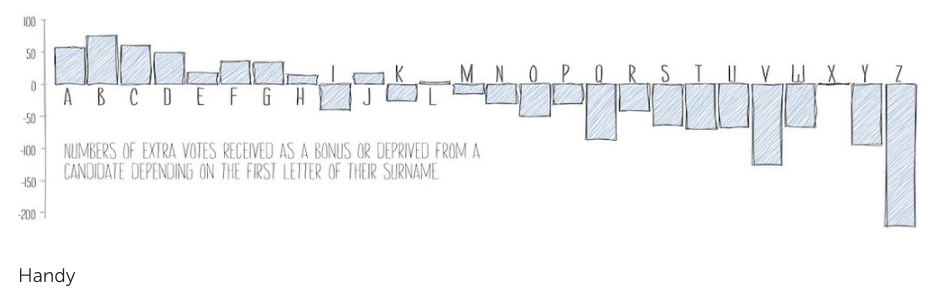 100
50
0
-50
-100
-150
-200
A B C D E F G H I J K L M N O P Q R S T U V W X Y Z
NUMBERS OF EXTRA VOTES RECEIVED AS A BONUS OR DEPRIVED FROM A
CANDIDATE DEPENDING ON THE FIRST LETTER OF THEIR SURNAME.
Handy